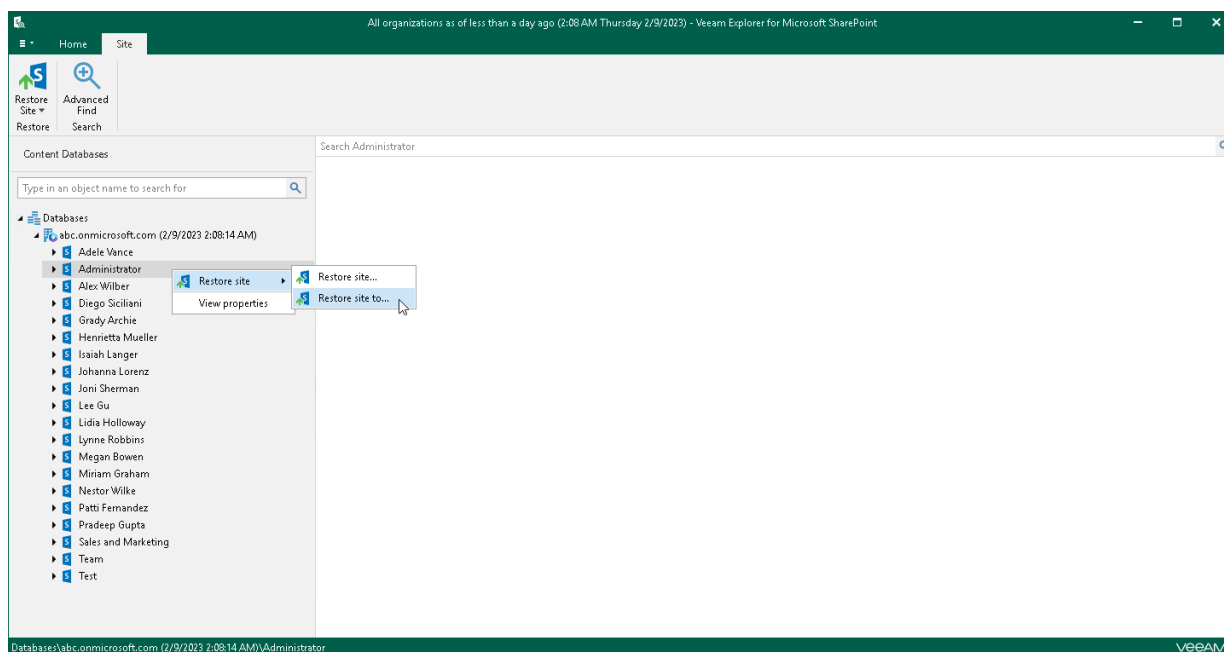 All organizations as of less than a day ago (2:08 AM Thursday 2/9/2023) - Veeam Explorer for Microsoft SharePoint
Home Site
Restore Site
Advanced Find
Restore Search
Content Databases
Search Administrator
Type in an object name to search for
Databases
abc.onmicrosoft.com (2/9/2023 2:08:14 AM)
Adele Vance
Administrator
Restore site
Restore site...
View properties
Restore site to...
Alex Wilber
Diego Siciliani
Grady Archie
Henrietta Mueller
Isaiah Langer
Johanna Lorenz
Joni Sherman
Lee Gu
Lidia Holloway
Lynne Robbins
Megan Bowen
Miriam Graham
Nestor Wilke
Patti Fernandez
Pradeep Gupta
Sales and Marketing
Team
Test
Databases\abc.onmicrosoft.com (2/9/2023 2:08:14 AM)\Administrator
veeAM